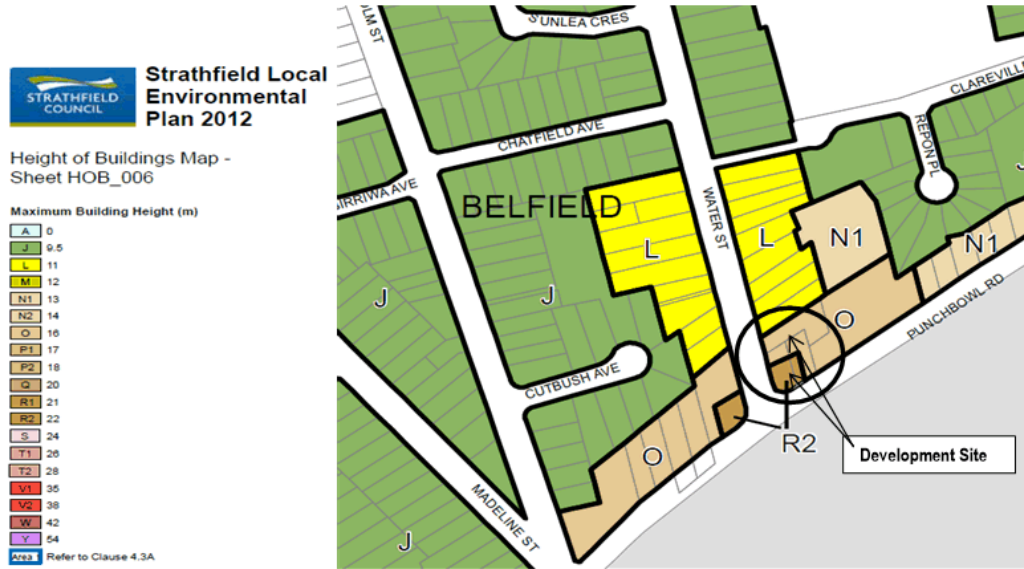 STRATHFIELD
COUNCIL
Strathfield Local
Environmental
Plan 2012
Height of Buildings Map -
Sheet HOB_006
Maximum Building Height (m)
A 0
J 9.5
L 11
M 12
N1 13
N2 14
O 16
P1 17
P2 18
Q 20
R1 21
R2 22
S 24
T1 26
T2 28
V1 35
V2 38
W 42
Y 54
Refer to Clause 4.3A
SUNLEA CRES
CHATFIELD AVE
CLAREVILLE
REPON PL
BELFIELD
WATER ST
L
L
N1
N1
J
J
J
O
PUNCHBOWL RD
CUTBUSH AVE
R2
Development Site
O
MADELINE ST
J